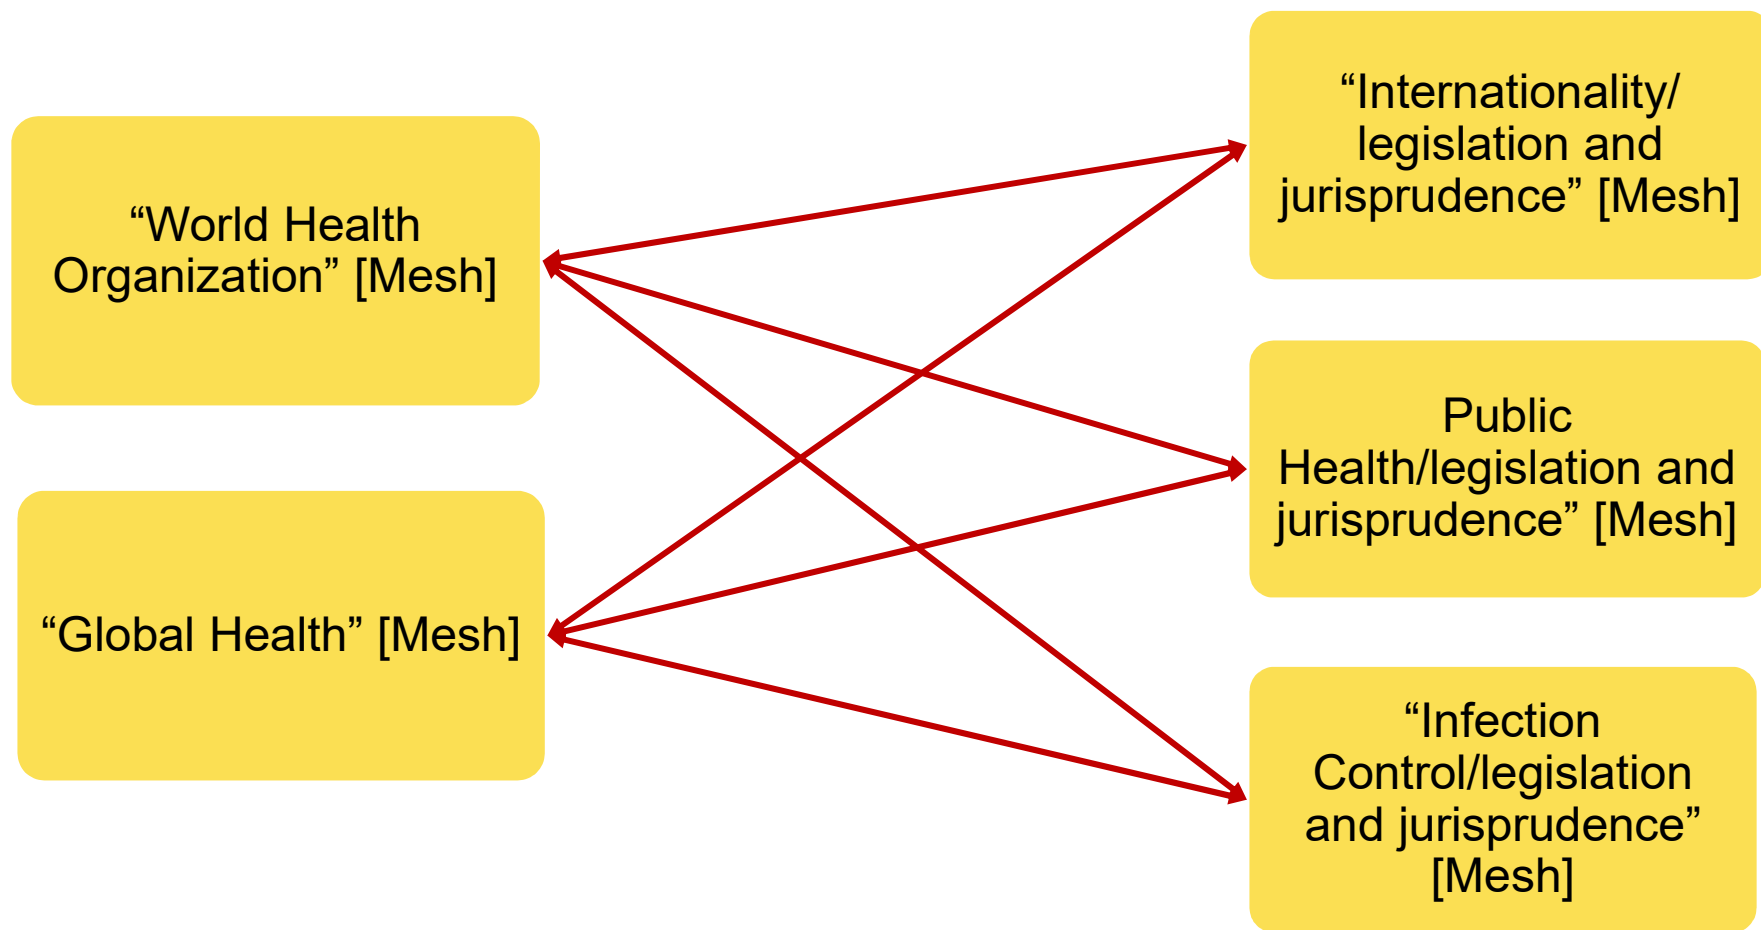 “World Health
Organization” [Mesh]
“Global Health” [Mesh]
“Internationality/
legislation and
jurisprudence” [Mesh]
Public
Health/legislation and
jurisprudence” [Mesh]
“Infection
Control/legislation
and jurisprudence”
[Mesh]